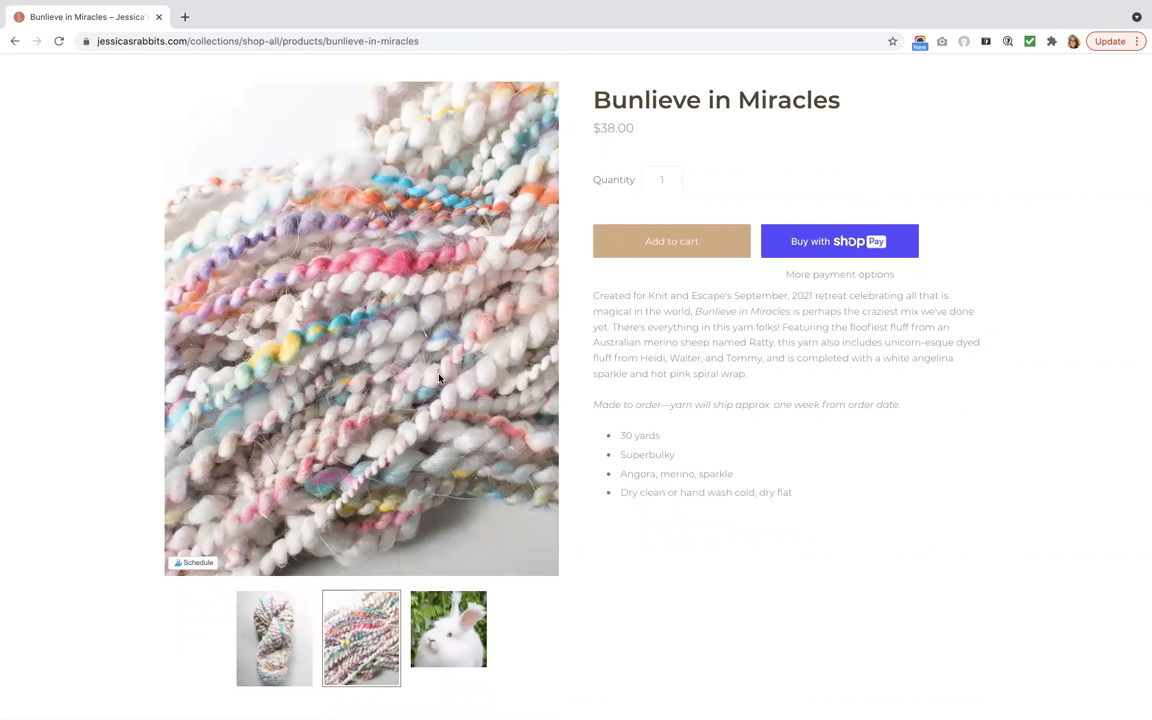 Bunlieve in Miracles – Jessica's
jessicasrabbits.com/collections/shop-all/products/bunlieve-in-miracles
New
Update
Bunlieve in Miracles
$38.00
Quantity 1
Add to cart
Buy with shop Pay
More payment options
Created for Knit and Escape's September, 2021 retreat celebrating all that is
magical in the world, Bunlieve in Miracles is perhaps the craziest mix we've done
yet. There's everything in this yarn folks! Featuring the floofiest fluff from an
Australian merino sheep named Ratty, this yarn also includes unicorn-esque dyed
fluff from Heidi, Walter, and Tommy, and is completed with a white angelina
sparkle and hot pink spiral wrap.
Made to order—yarn will ship approx. one week from order date.
30 yards
Superbulky
Angora, merino, sparkle
Dry clean or hand wash cold, dry flat
Schedule